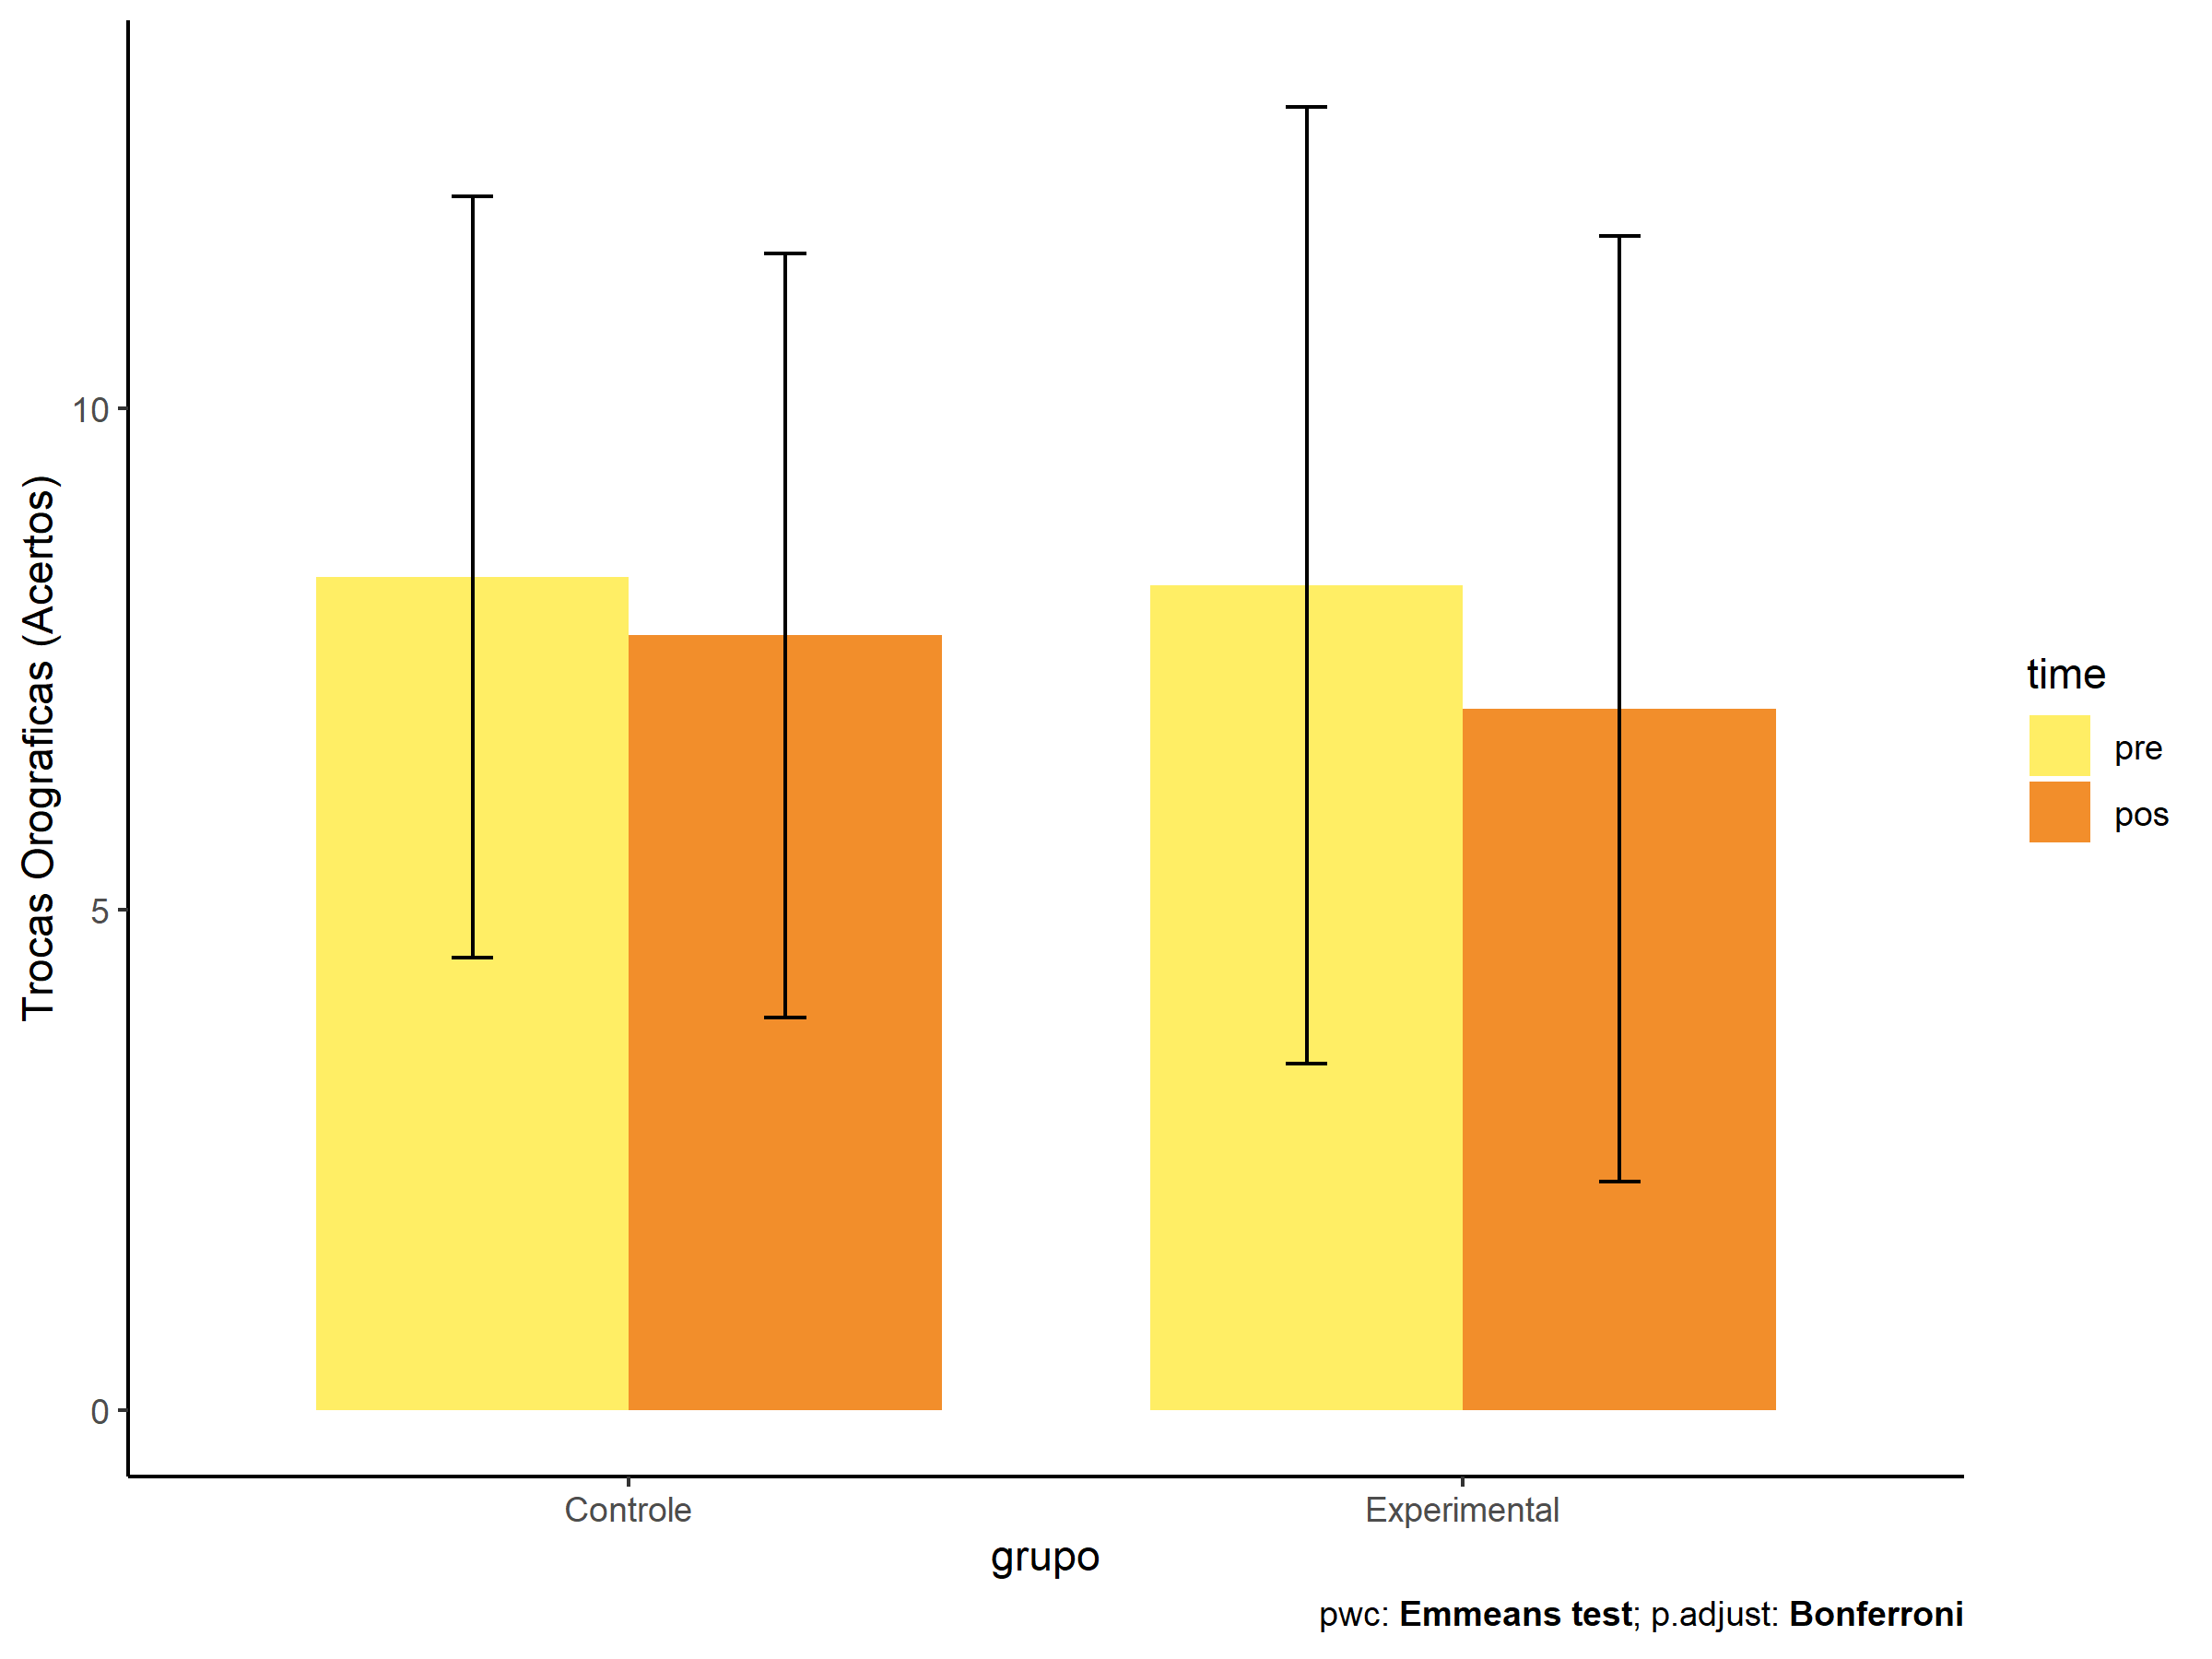 Trocas Orograficas (Acertos)
10
5
0
Controle
Experimental
grupo
time
pre
pos
pwc: Emmeans test; p.adjust: Bonferroni